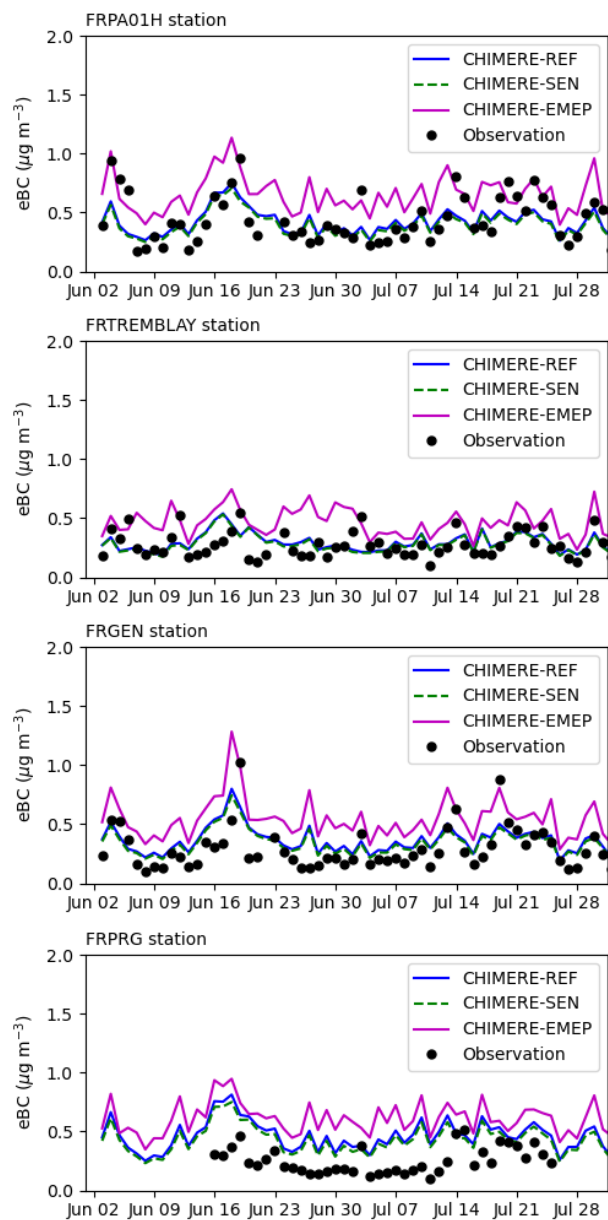 FRPA01H station
2.0
1.5
1.0
0.5
0.0
eBC (μg m⁻³)
CHIMERE-REF
CHIMERE-SEN
CHIMERE-EMEP
Observation
Jun 02 Jun 09 Jun 16 Jun 23 Jun 30 Jul 07 Jul 14 Jul 21 Jul 28
FRTREMBLAY station
2.0
1.5
1.0
0.5
0.0
eBC (μg m⁻³)
CHIMERE-REF
CHIMERE-SEN
CHIMERE-EMEP
Observation
Jun 02 Jun 09 Jun 16 Jun 23 Jun 30 Jul 07 Jul 14 Jul 21 Jul 28
FRGEN station
2.0
1.5
1.0
0.5
0.0
eBC (μg m⁻³)
CHIMERE-REF
CHIMERE-SEN
CHIMERE-EMEP
Observation
Jun 02 Jun 09 Jun 16 Jun 23 Jun 30 Jul 07 Jul 14 Jul 21 Jul 28
FRPRG station
2.0
1.5
1.0
0.5
0.0
eBC (μg m⁻³)
CHIMERE-REF
CHIMERE-SEN
CHIMERE-EMEP
Observation
Jun 02 Jun 09 Jun 16 Jun 23 Jun 30 Jul 07 Jul 14 Jul 21 Jul 28